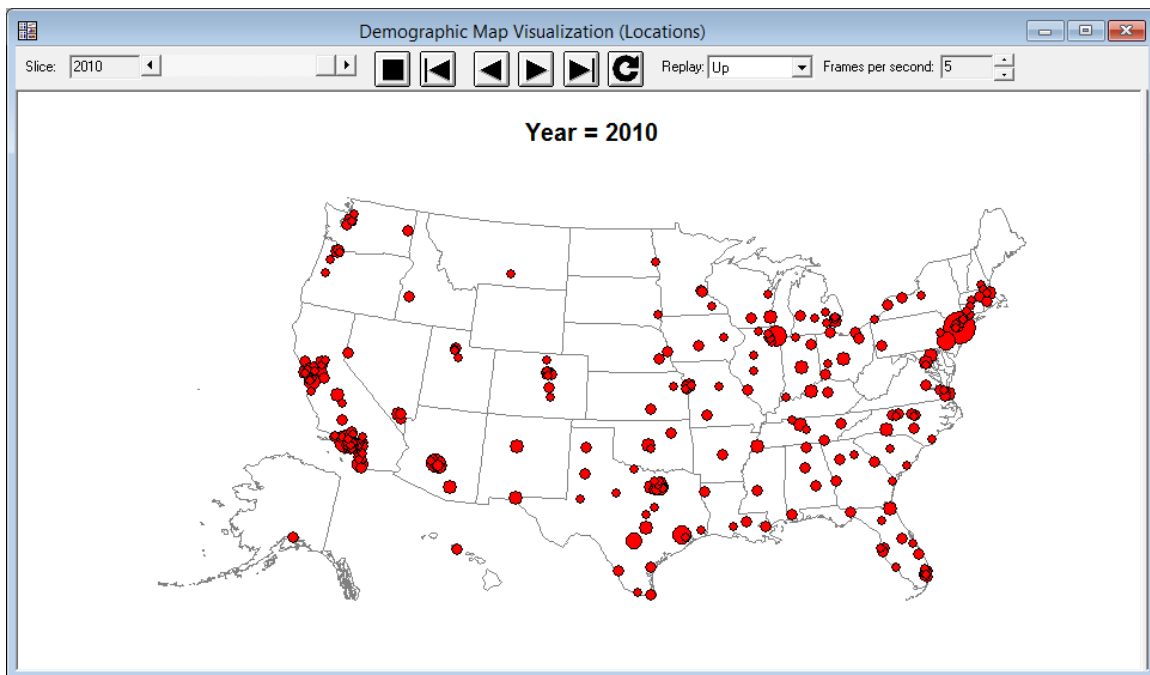 Demographic Map Visualization (Locations)
Slice: 2010 Replay: Up Frames per second: 5
Year = 2010